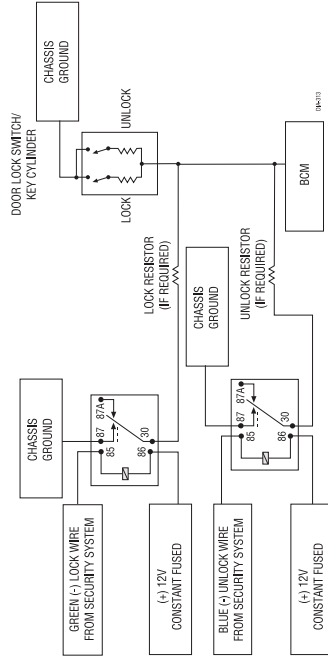 DOOR LOCK SWITCH/
KEY CYLINDER
CHASSIS
GROUND
LOCK
UNLOCK
CHASSIS
GROUND
GREEN (-) LOCK WIRE
FROM SECURITY SYSTEM
85
87
87A
86
30
(+) 12V
CONSTANT FUSED
LOCK RESISTOR
(IF REQUIRED)
CHASSIS
GROUND
BLUE (-) UNLOCK WIRE
FROM SECURITY SYSTEM
85
87
87A
86
30
(+) 12V
CONSTANT FUSED
UNLOCK RESISTOR
(IF REQUIRED)
BCM